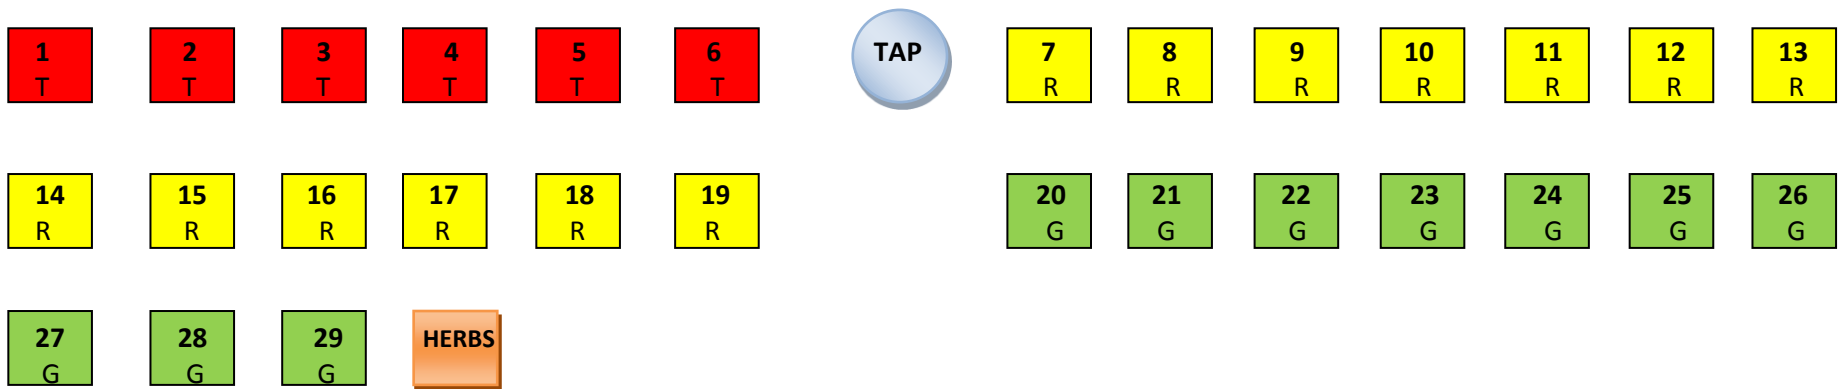 1 2 3 4 5 6 TAP 7 8 9 10 11 12 13
T T T T T T R R R R R R R
14 15 16 17 18 19 20 21 22 23 24 25 26
R R R R R R G G G G G G G
27 28 29 HERBS
G G G